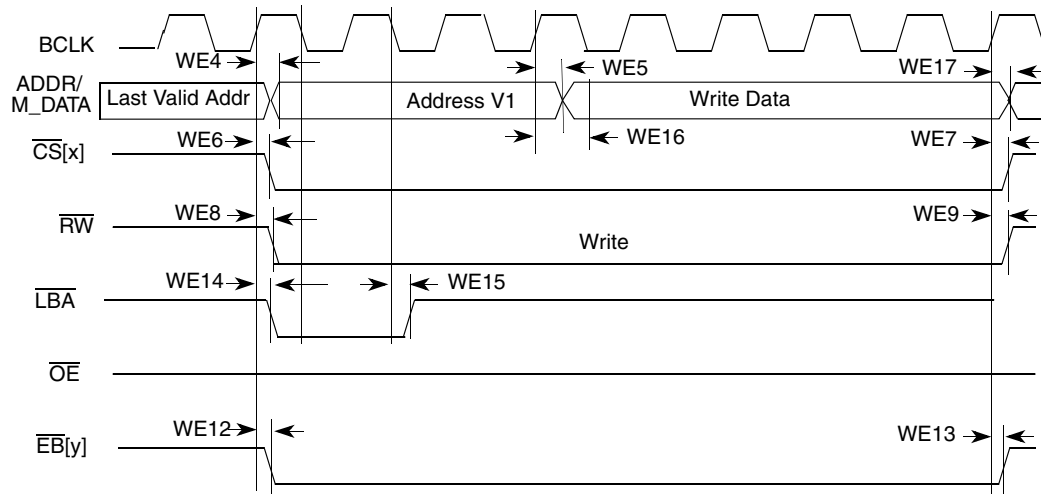 BCLK
WE4
WE5
WE17
ADDR/
M_DATA
Last Valid Addr
Address V1
Write Data
WE6
WE16
WE7
CS[x]
WE8
WE9
RW
Write
WE14
WE15
LBA
OE
WE12
WE13
EB[y]